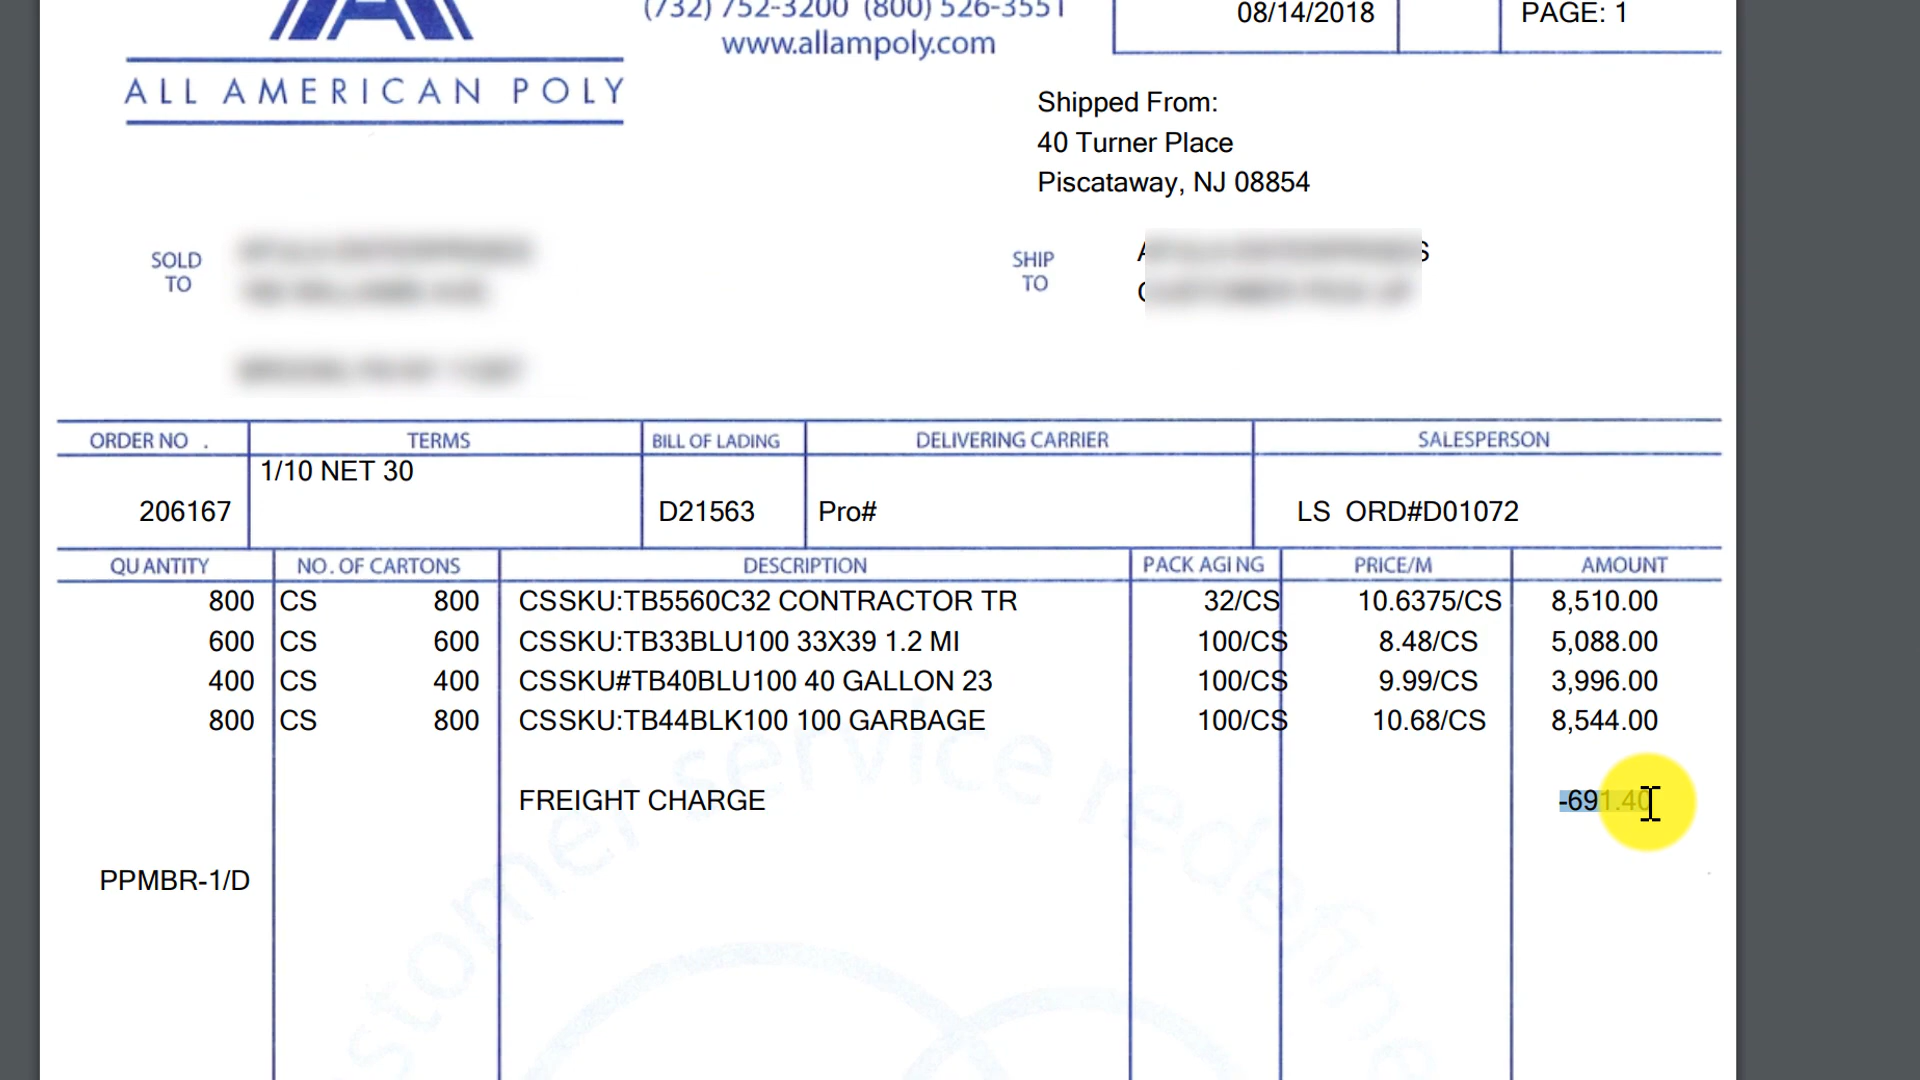 (732) 752-3200 (800) 526-3551
www.allampoly.com
08/14/2018
PAGE: 1
ALL AMERICAN POLY
Shipped From:
40 Turner Place
Piscataway, NJ 08854
SOLD
TO
SHIP
TO
ORDER NO . TERMS BILL OF LADING DELIVERING CARRIER SALESPERSON
1/10 NET 30
206167 D21563 Pro# LS ORD#D01072
QUANTITY NO. OF CARTONS DESCRIPTION PACKAGING PRICE/M AMOUNT
800 CS 800 CSSKU:TB5560C32 CONTRACTOR TR 32/CS 10.6375/CS 8,510.00
600 CS 600 CSSKU:TB33BLU100 33X39 1.2 MI 100/CS 8.48/CS 5,088.00
400 CS 400 CSSKU#TB40BLU100 40 GALLON 23 100/CS 9.99/CS 3,996.00
800 CS 800 CSSKU:TB44BLK100 100 GARBAGE 100/CS 10.68/CS 8,544.00
FREIGHT CHARGE -691.40
PPMBR-1/D
customer service redefine